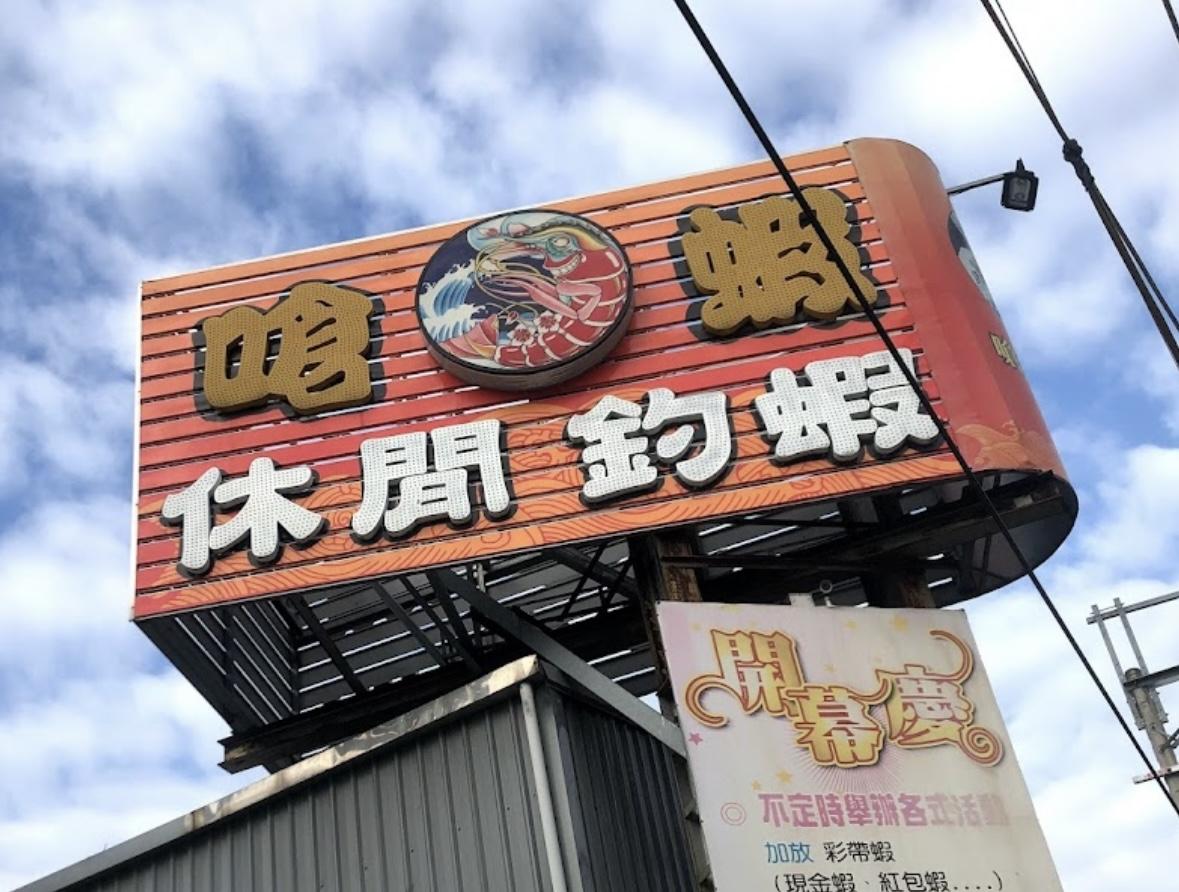 嗆蝦
休閒釣蝦
開幕慶
不定時舉辦各式活動
加放 彩帶蝦
(現金蝦、紅包蝦....)